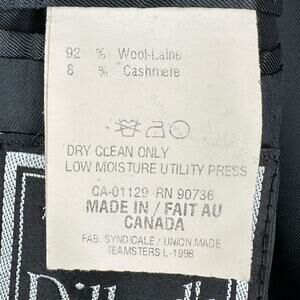 92 % Wool-Laine
8 % Cashmere
DRY CLEAN ONLY
LOW MOISTURE UTILITY PRESS
CA-01129 RN 90736
MADE IN / FAIT AU
CANADA
FAB. SYNDICALE / UNION MADE
TEAMSTERS L-1998